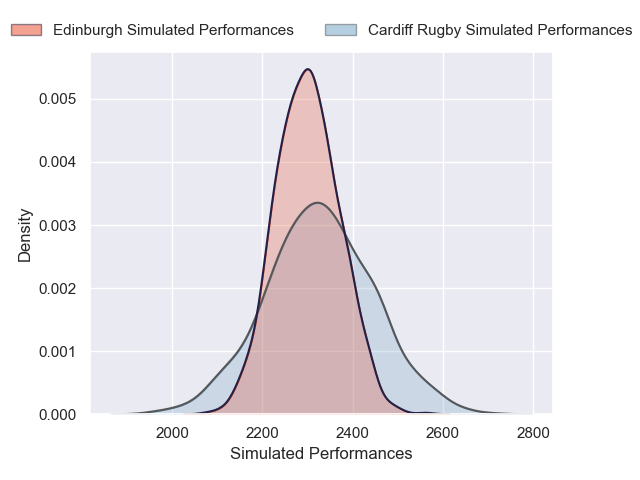 Edinburgh Simulated Performances
Cardiff Rugby Simulated Performances
0.005
0.004
0.003
0.002
0.001
0.000
Density
2000
2200
2400
2600
2800
Simulated Performances